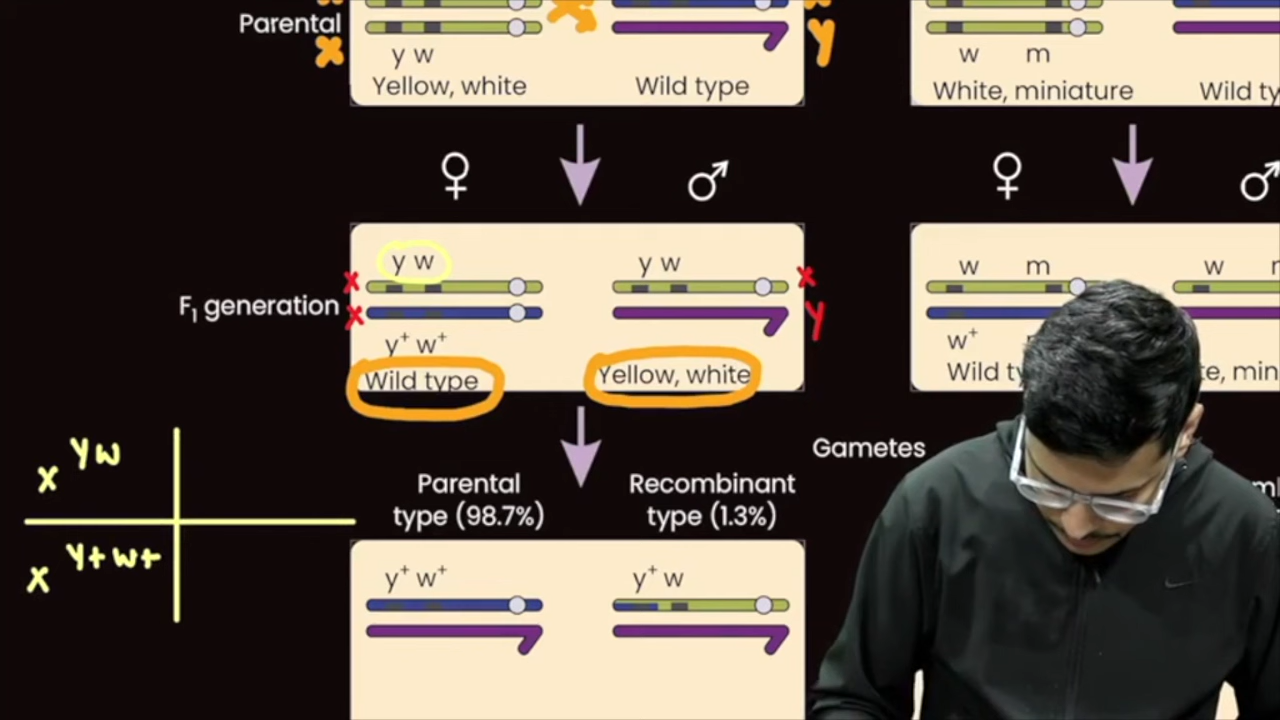 Parental
x
y
y w
w m
Yellow, white
Wild type
White, miniature
Wild ty
♀ ♂
♀ ♂
y w
y w
w m
w
x
x
x
y
F₁ generation
y⁺ w⁺
w⁺
Wild type
Yellow, white
Wild ty
te, min
Gametes
x yw
x y+w+
Parental
type (98.7%)
Recombinant
type (1.3%)
y⁺ w⁺
y⁺ w